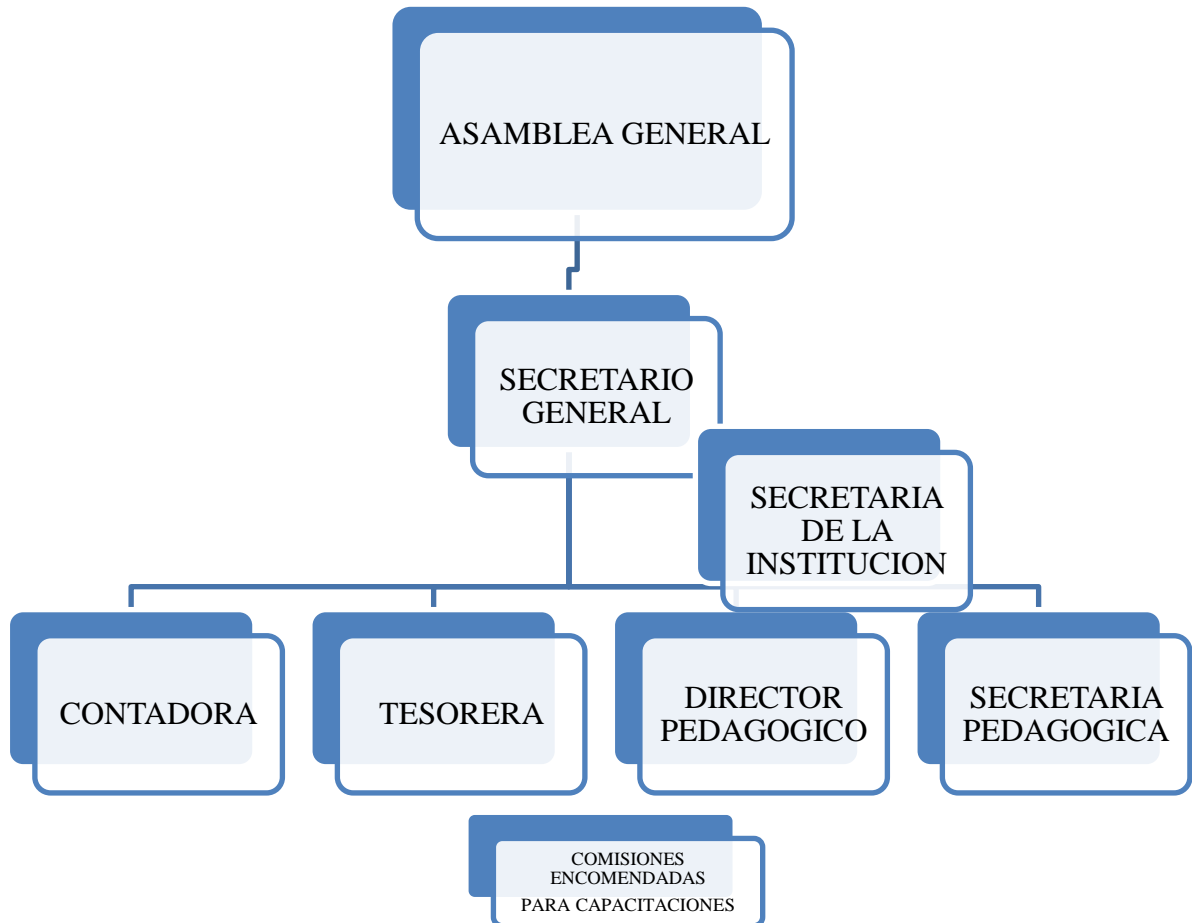 ASAMBLEA GENERAL
SECRETARIO
GENERAL
SECRETARIA
DE LA
INSTITUCION
CONTADORA
TESORERA
DIRECTOR
PEDAGOGICO
SECRETARIA
PEDAGOGICA
COMISIONES
ENCOMENDADAS
PARA CAPACITACIONES